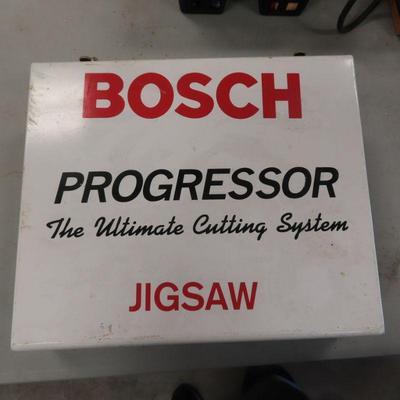 BOSCH
PROGRESSOR
The Ultimate Cutting System
JIGSAW